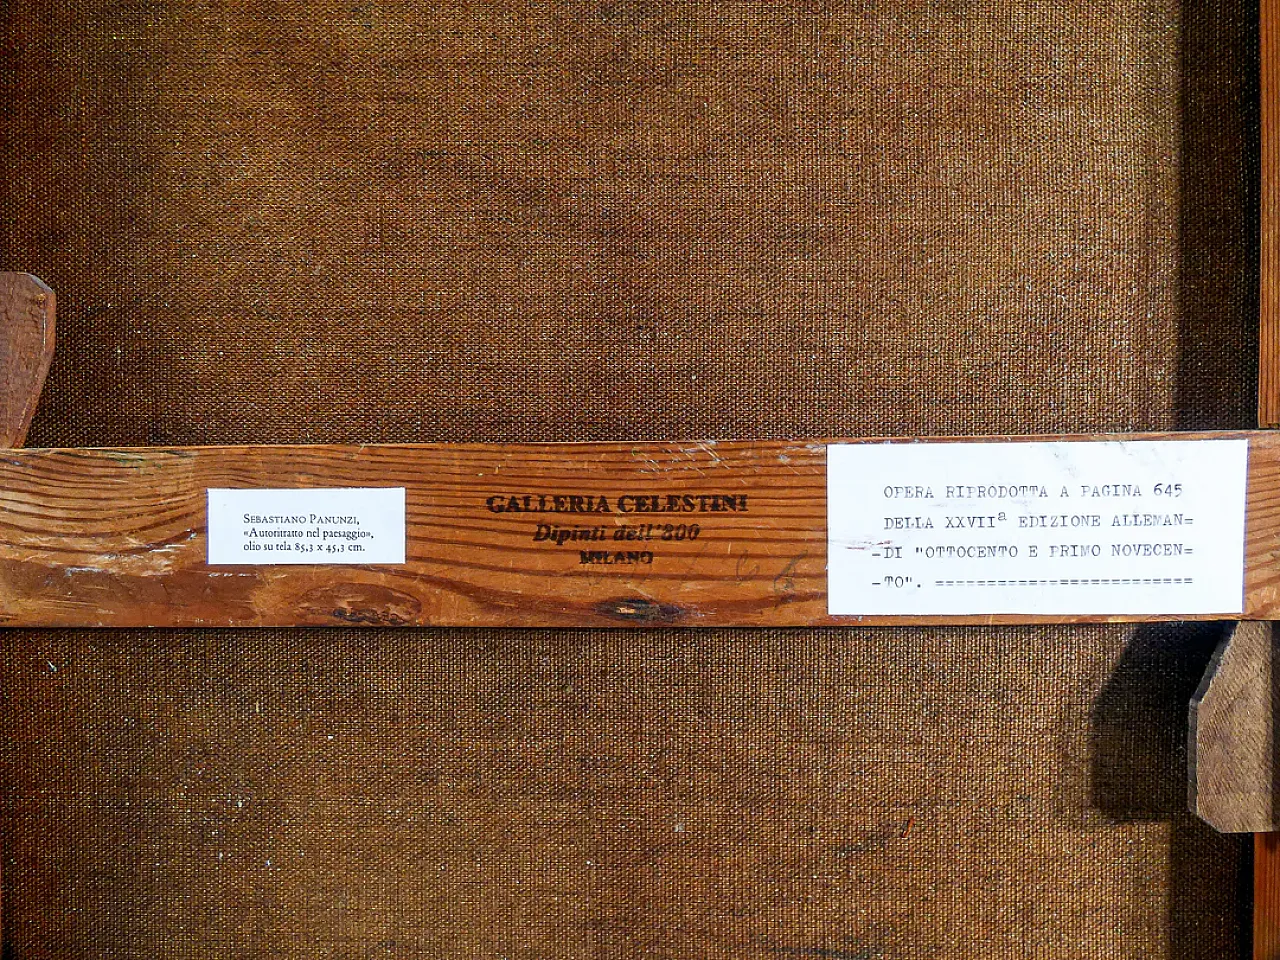 SEBASTIANO PANUNZI,
«Autoritratto nel paesaggio»,
olio su tela 85,3 x 45,3 cm.
GALLERIA CELESTINI
Dipinti dell'800
MILANO
OPERA RIPRODOTTA A PAGINA 645
DELLA XXVIIª EDIZIONE ALLEMAN=
-DI "OTTOCENTO E PRIMO NOVECEN=
-TO". =========================